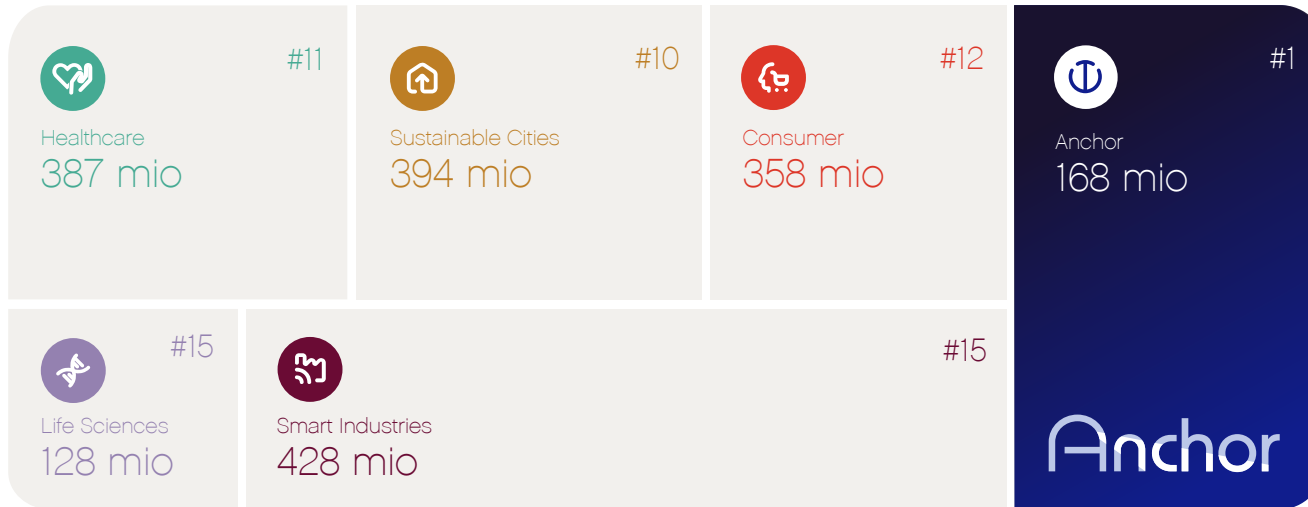 #11
Healthcare
387 mio
#10
Sustainable Cities
394 mio
#12
Consumer
358 mio
#1
Anchor
168 mio
#15
Life Sciences
128 mio
#15
Smart Industries
428 mio
Anchor